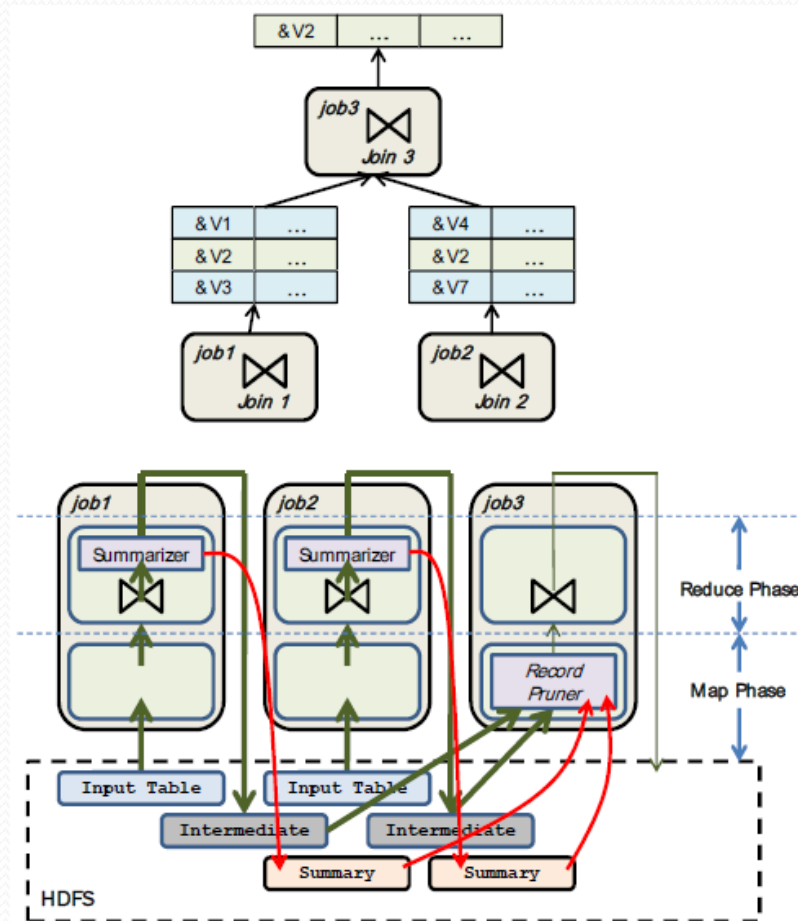 &V2 ... ...
job3
Join 3
&V1 ... &V4 ...
&V2 ... &V2 ...
&V3 ... &V7 ...
job1 job2
Join 1 Join 2
job1 job2 job3
Summarizer Summarizer
Reduce Phase
Record
Pruner
Map Phase
Input Table Input Table
Intermediate Intermediate
Summary Summary
HDFS